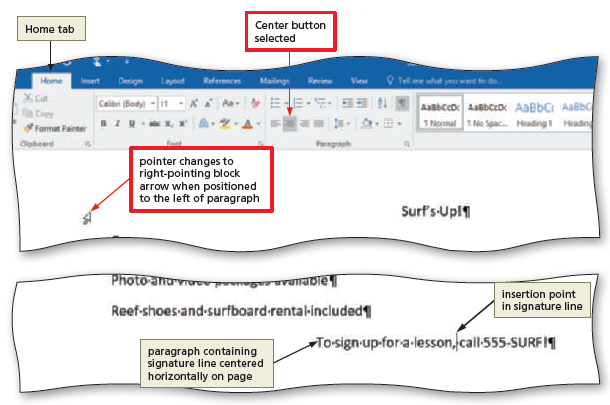 Home tab
Center button
selected
Home Insert Design Layout References Mailings Review View Tell me what you want to do...
Cut
Copy
Format Painter
Clipboard
Calibri (Body) 11 A A Aa
B I U abc X₂ X² A A
Font
Paragraph
AaBbCcDc AaBbCcDc AaBbC( AaBbCc
¶ Normal ¶ No Spac... Heading 1 Heading
pointer changes to
right-pointing block
arrow when positioned
to the left of paragraph
Surf's·Up!¶
Photo·and·video·packages·available¶
Reef·shoes·and·surfboard·rental·included¶
insertion point
in signature line
To·sign·up·for·a·lesson,·call·555-SURF!¶
paragraph containing
signature line centered
horizontally on page